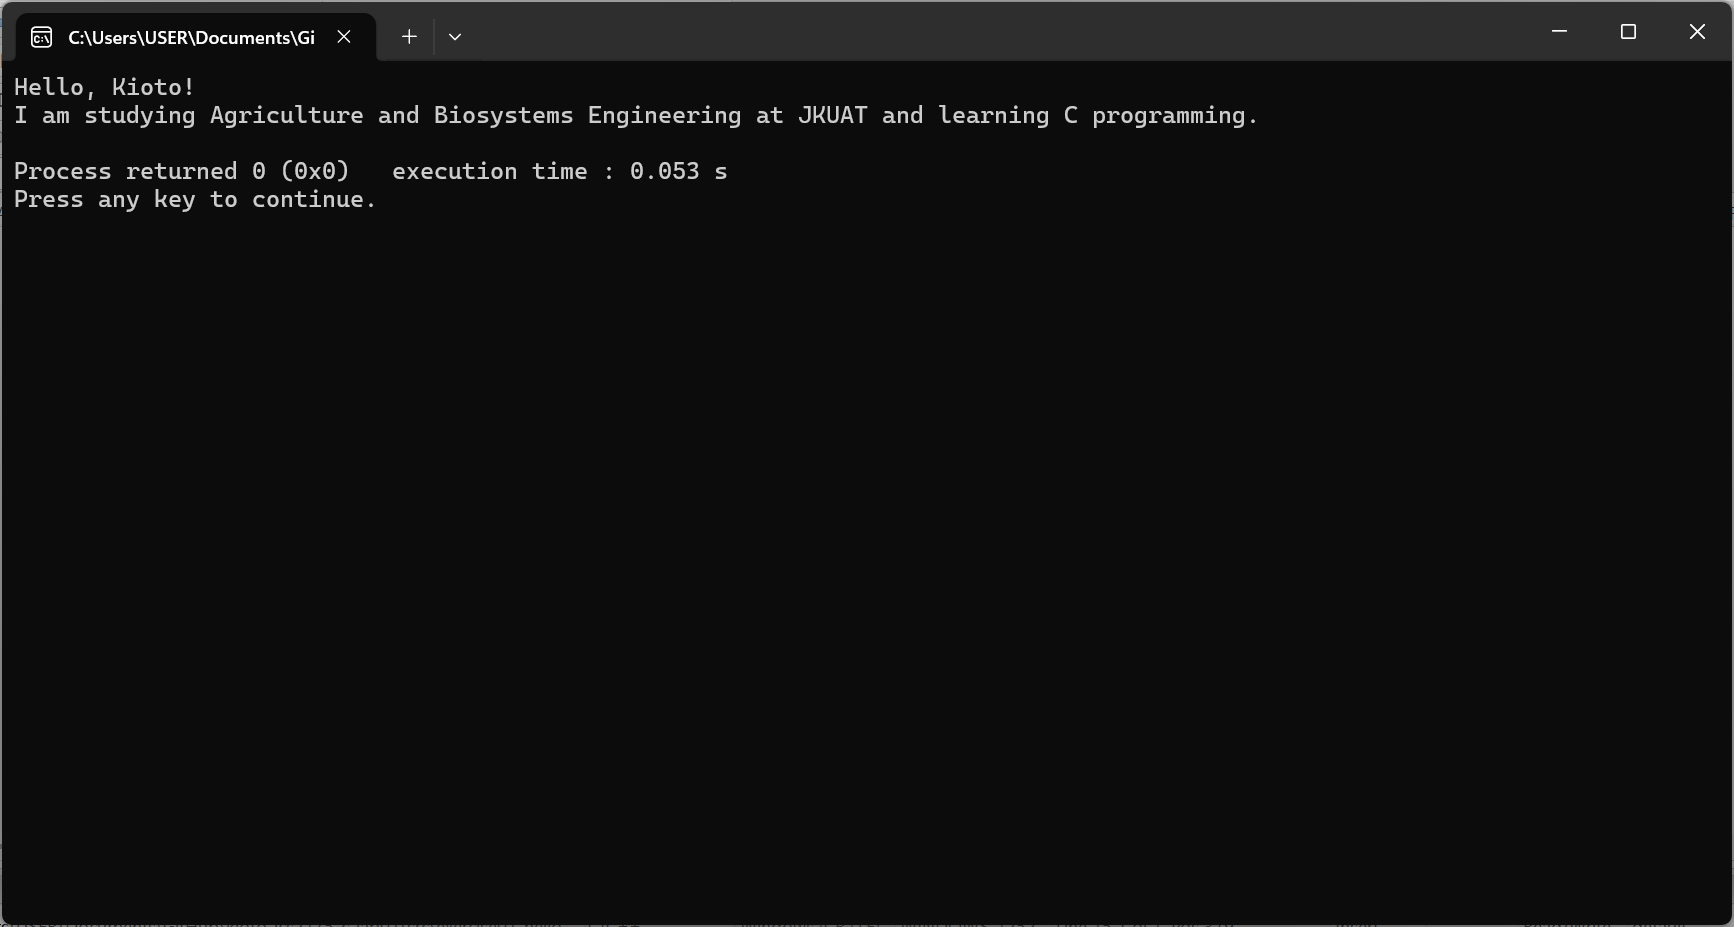 C:\Users\USER\Documents\Gi
Hello, Kioto!
I am studying Agriculture and Biosystems Engineering at JKUAT and learning C programming.
Process returned 0 (0x0)   execution time : 0.053 s
Press any key to continue.